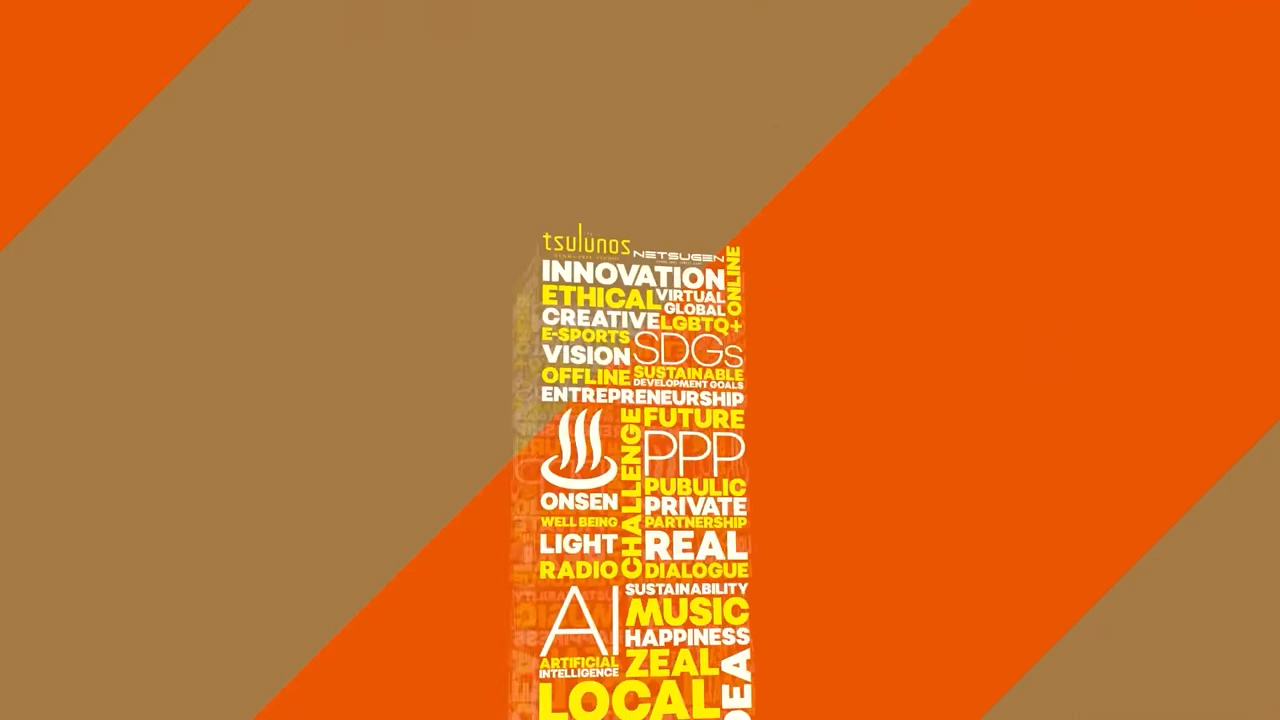 tsulunos
NETSUGEN
ONLINE
INNOVATION
ETHICAL
VIRTUAL
GLOBAL
CREATIVE
LGBTQ+
E-SPORTS
SDGs
VISION
OFFLINE
SUSTAINABLE
DEVELOPMENT GOALS
ENTREPRENEURSHIP
CHALLENGE
FUTURE
PPP
ONSEN
PUBULIC
PRIVATE
WELL BEING
PARTNERSHIP
LIGHT
REAL
RADIO
DIALOGUE
AI
SUSTAINABILITY
MUSIC
HAPPINESS
ARTIFICIAL
INTELLIGENCE
ZEAL
LOCAL